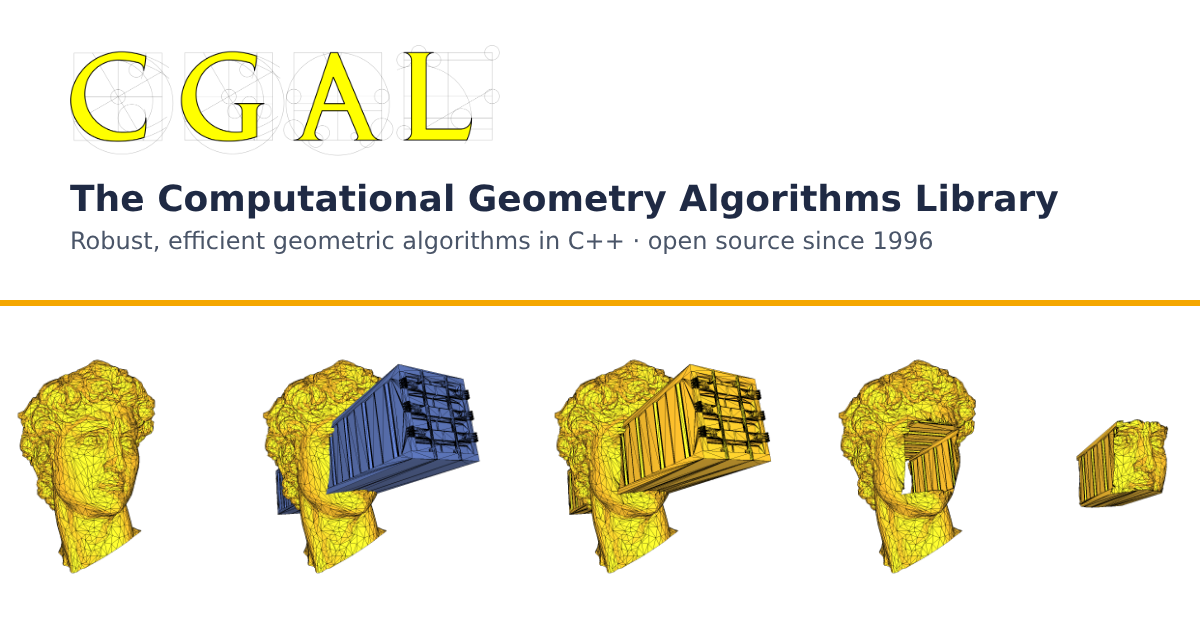 CGAL
The Computational Geometry Algorithms Library
Robust, efficient geometric algorithms in C++ · open source since 1996